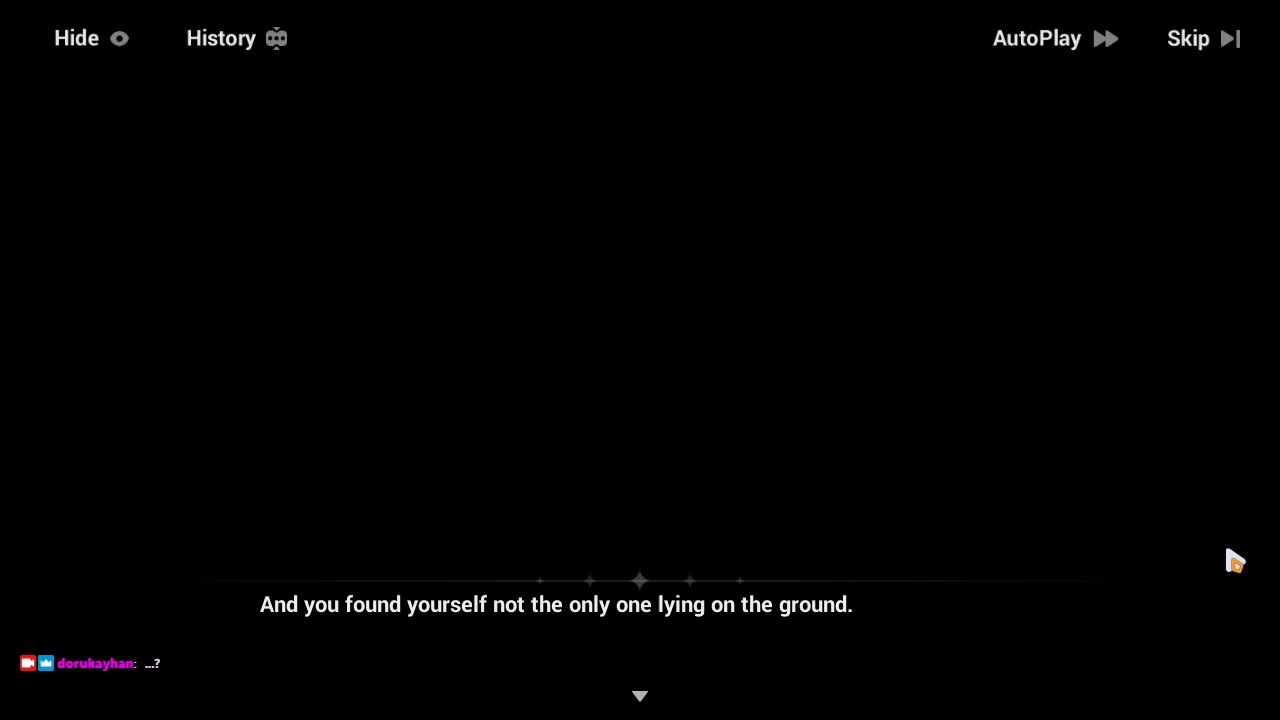 Hide History AutoPlay Skip
And you found yourself not the only one lying on the ground.
dorukayhan: ...?